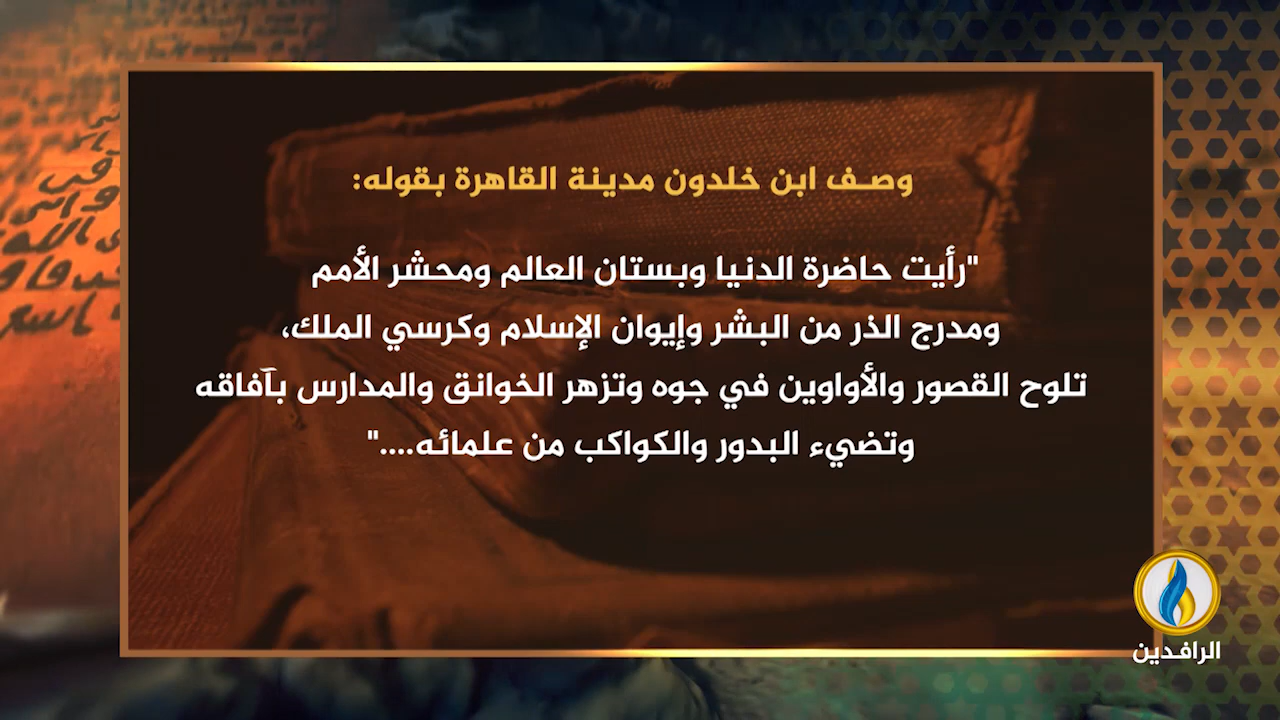 وصف ابن خلدون مدينة القاهرة بقوله:
"رأيت حاضرة الدنيا وبستان العالم ومحشر الأمم
ومدرج الذر من البشر وإيوان الإسلام وكرسي الملك،
تلوح القصور والأواوين في جوه وتزهر الخوانق والمدارس بآفاقه
وتضيء البدور والكواكب من علمائه...."
الرافدين